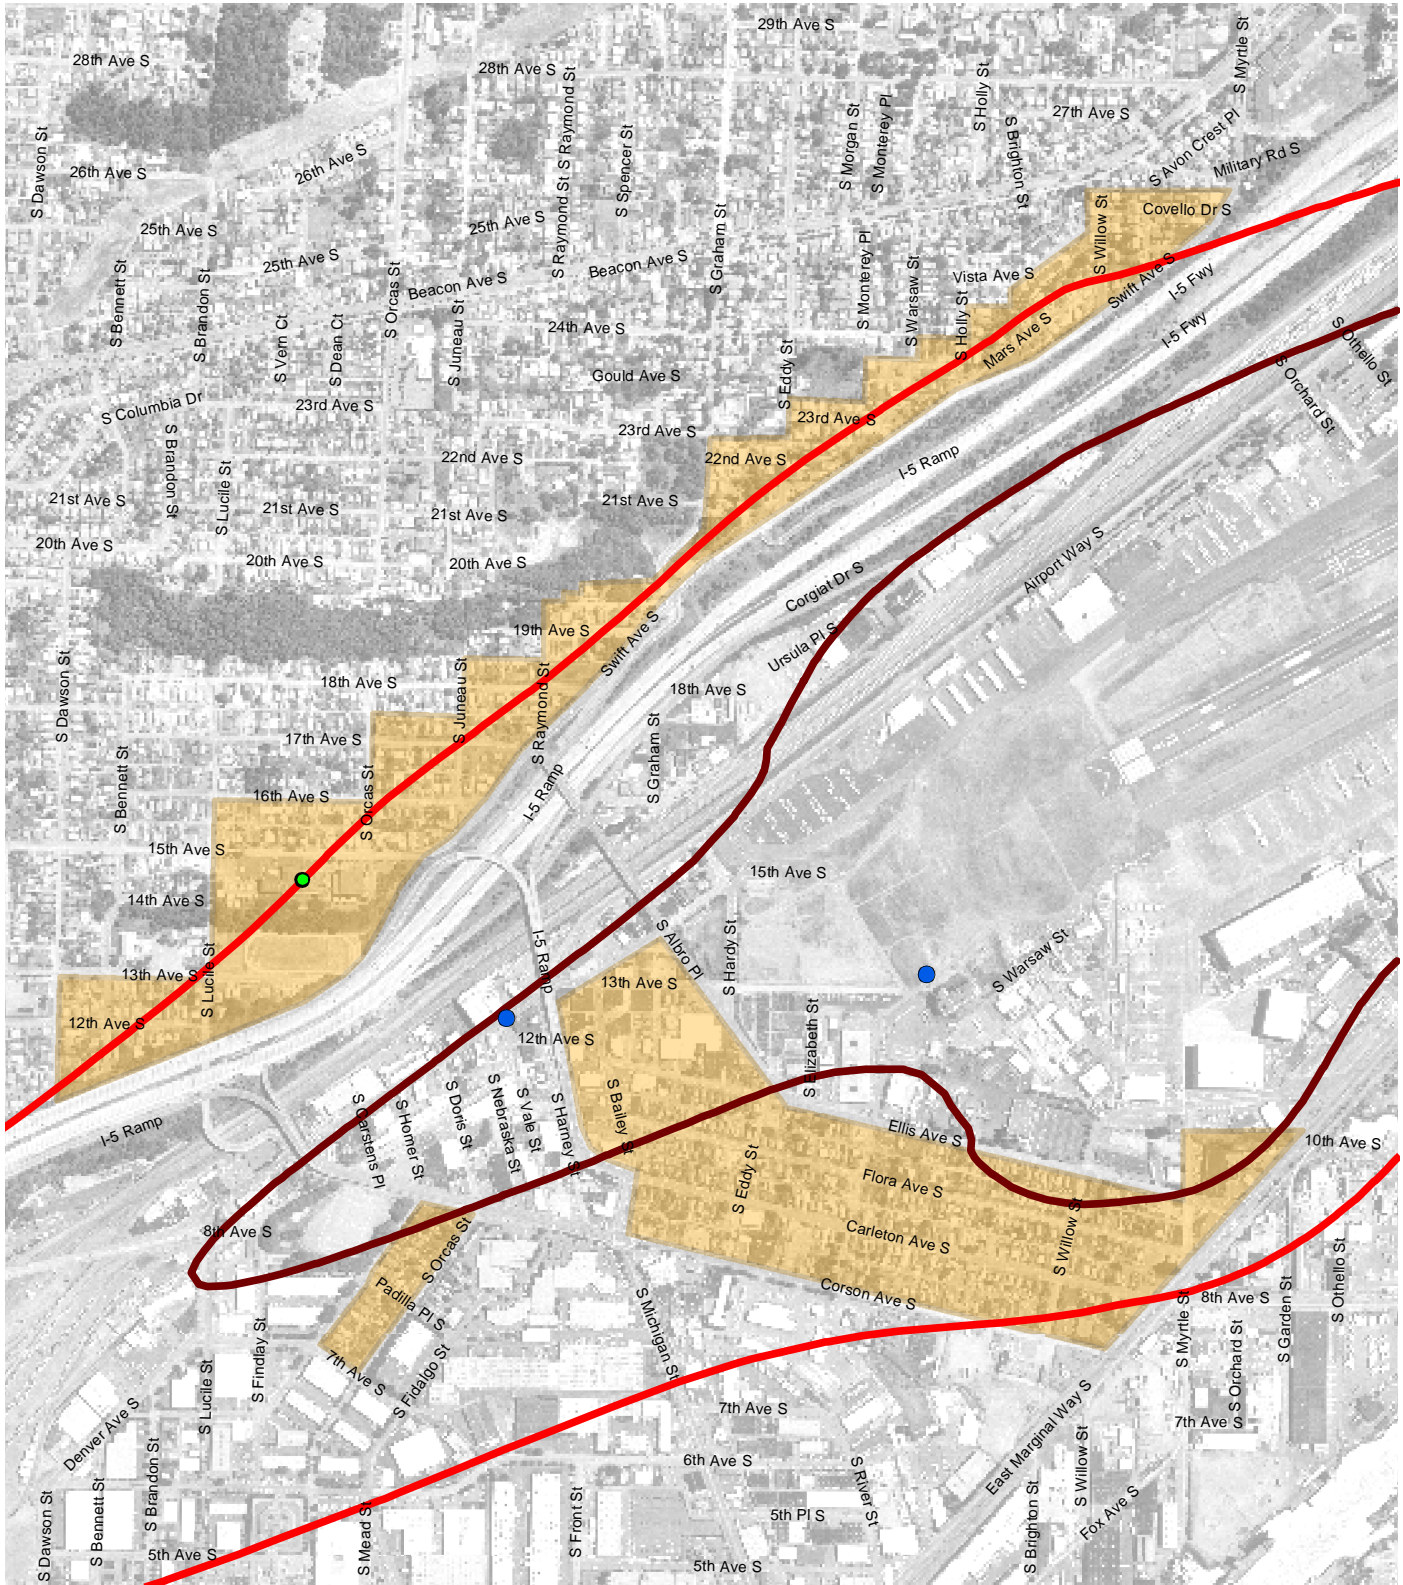 29th Ave S
28th Ave S
28th Ave S
S Myrtle St
S Raymond St
S Holly St
27th Ave S
S Dawson St
S Spencer St
S Morgan St
S Monterey Pl
S Brighton St
S Avon Crest Pl
Military Rd S
26th Ave S
26th Ave S
25th Ave S
25th Ave S
25th Ave S
S Raymond St
S Graham St
S Willow St
Covello Dr S
S Bennett St
S Brandon St
S Orcas St
Beacon Ave S
Beacon Ave S
S Monterey Pl
S Warsaw St
Vista Ave S
Swift Ave S
I-5 Fwy
S Vern Ct
S Dean Ct
S Juneau St
24th Ave S
S Holly St
Mars Ave S
I-5 Fwy
S Othello St
Gould Ave S
S Eddy St
S Orchard St
S Columbia Dr
23rd Ave S
23rd Ave S
23rd Ave S
S Brandon St
S Lucile St
22nd Ave S
22nd Ave S
I-5 Ramp
21st Ave S
21st Ave S
21st Ave S
21st Ave S
20th Ave S
20th Ave S
20th Ave S
Corgiat Dr S
Airport Way S
19th Ave S
Swift Ave S
Ursula Pl S
S Dawson St
18th Ave S
S Juneau St
S Raymond St
18th Ave S
17th Ave S
S Graham St
S Bennett St
16th Ave S
S Orcas St
I-5 Ramp
15th Ave S
15th Ave S
14th Ave S
S Albro Pl
S Hardy St
S Warsaw St
I-5 Ramp
13th Ave S
S Lucile St
13th Ave S
12th Ave S
12th Ave S
S Elizabeth St
I-5 Ramp
S Carstens Pl
S Homer St
S Doris St
S Nebraska St
S Vale St
S Harney St
S Bailey St
Ellis Ave S
10th Ave S
S Eddy St
Flora Ave S
8th Ave S
S Orcas St
Carleton Ave S
S Willow St
Padilla Pl S
Corson Ave S
S Michigan St
8th Ave S
S Othello St
S Garden St
S Myrtle St
S Orchard St
S Findlay St
7th Ave S
S Fidalgo St
S Lucile St
Denver Ave S
7th Ave S
7th Ave S
East Marginal Way S
S Willow St
6th Ave S
S River St
S Brandon St
S Bennett St
S Dawson St
S Mead St
S Front St
5th Pl S
S Brighton St
Fox Ave S
5th Ave S
5th Ave S